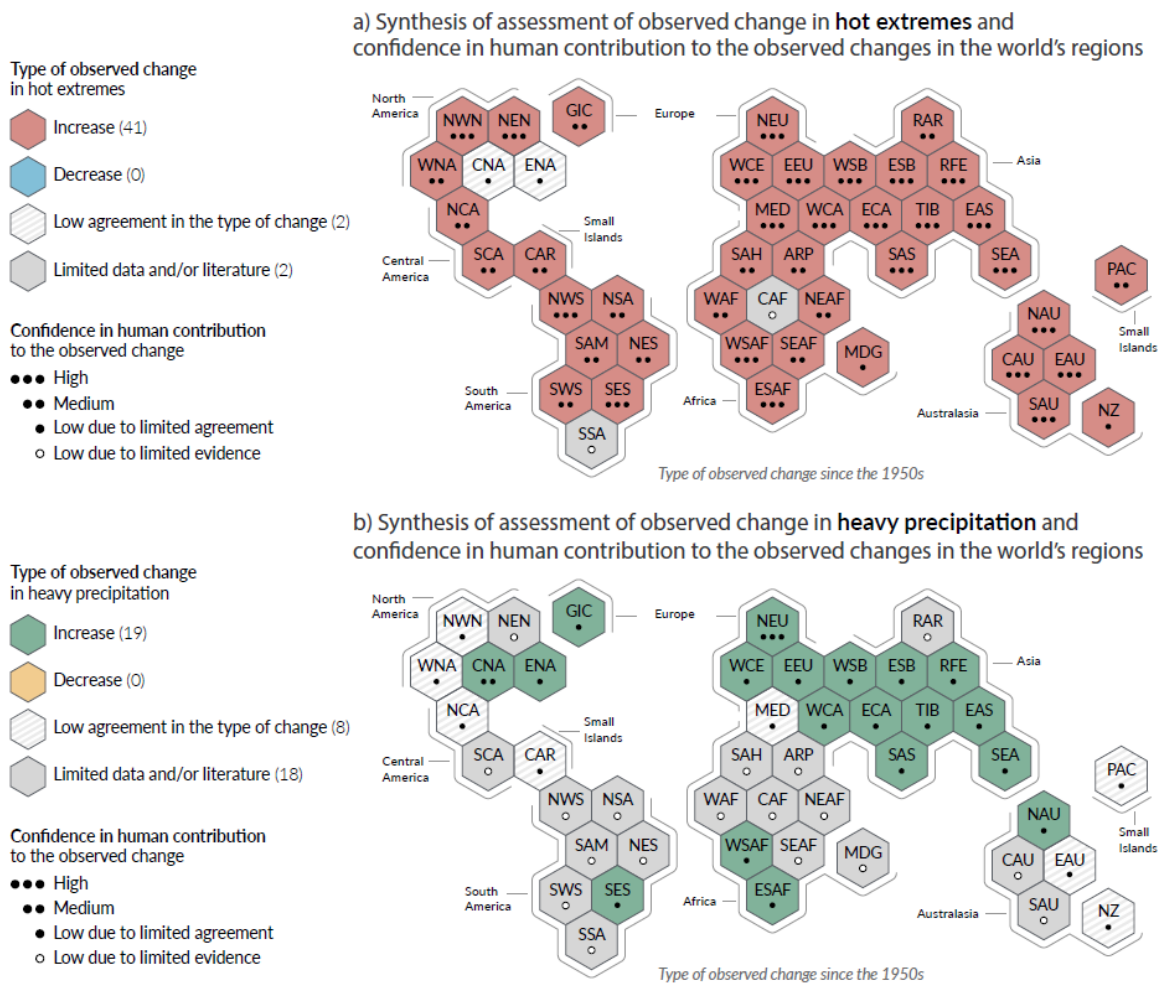 a) Synthesis of assessment of observed change in hot extremes and
confidence in human contribution to the observed changes in the world's regions
Type of observed change
in hot extremes
Increase (41)
Decrease (0)
Low agreement in the type of change (2)
Limited data and/or literature (2)
Confidence in human contribution
to the observed change
●●● High
●● Medium
● Low due to limited agreement
○ Low due to limited evidence
North
America
Europe
Asia
Small
Islands
Central
America
Small
Islands
South
America
Africa
Australasia
NWN NEN GIC NEU RAR
WNA CNA ENA WCE EEU WSB ESB RFE
NCA MED WCA ECA TIB EAS
SCA CAR SAH ARP SAS SEA PAC
NWS NSA WAF CAF NEAF NAU
SAM NES WSAF SEAF MDG CAU EAU
SWS SES ESAF SAU NZ
SSA
Type of observed change since the 1950s
b) Synthesis of assessment of observed change in heavy precipitation and
confidence in human contribution to the observed changes in the world's regions
Type of observed change
in heavy precipitation
Increase (19)
Decrease (0)
Low agreement in the type of change (8)
Limited data and/or literature (18)
Confidence in human contribution
to the observed change
●●● High
●● Medium
● Low due to limited agreement
○ Low due to limited evidence
North
America
Europe
Asia
Small
Islands
Central
America
Small
Islands
South
America
Africa
Australasia
NWN NEN GIC NEU RAR
WNA CNA ENA WCE EEU WSB ESB RFE
NCA MED WCA ECA TIB EAS
SCA CAR SAH ARP SAS SEA PAC
NWS NSA WAF CAF NEAF NAU
SAM NES WSAF SEAF MDG CAU EAU
SWS SES ESAF SAU NZ
SSA
Type of observed change since the 1950s